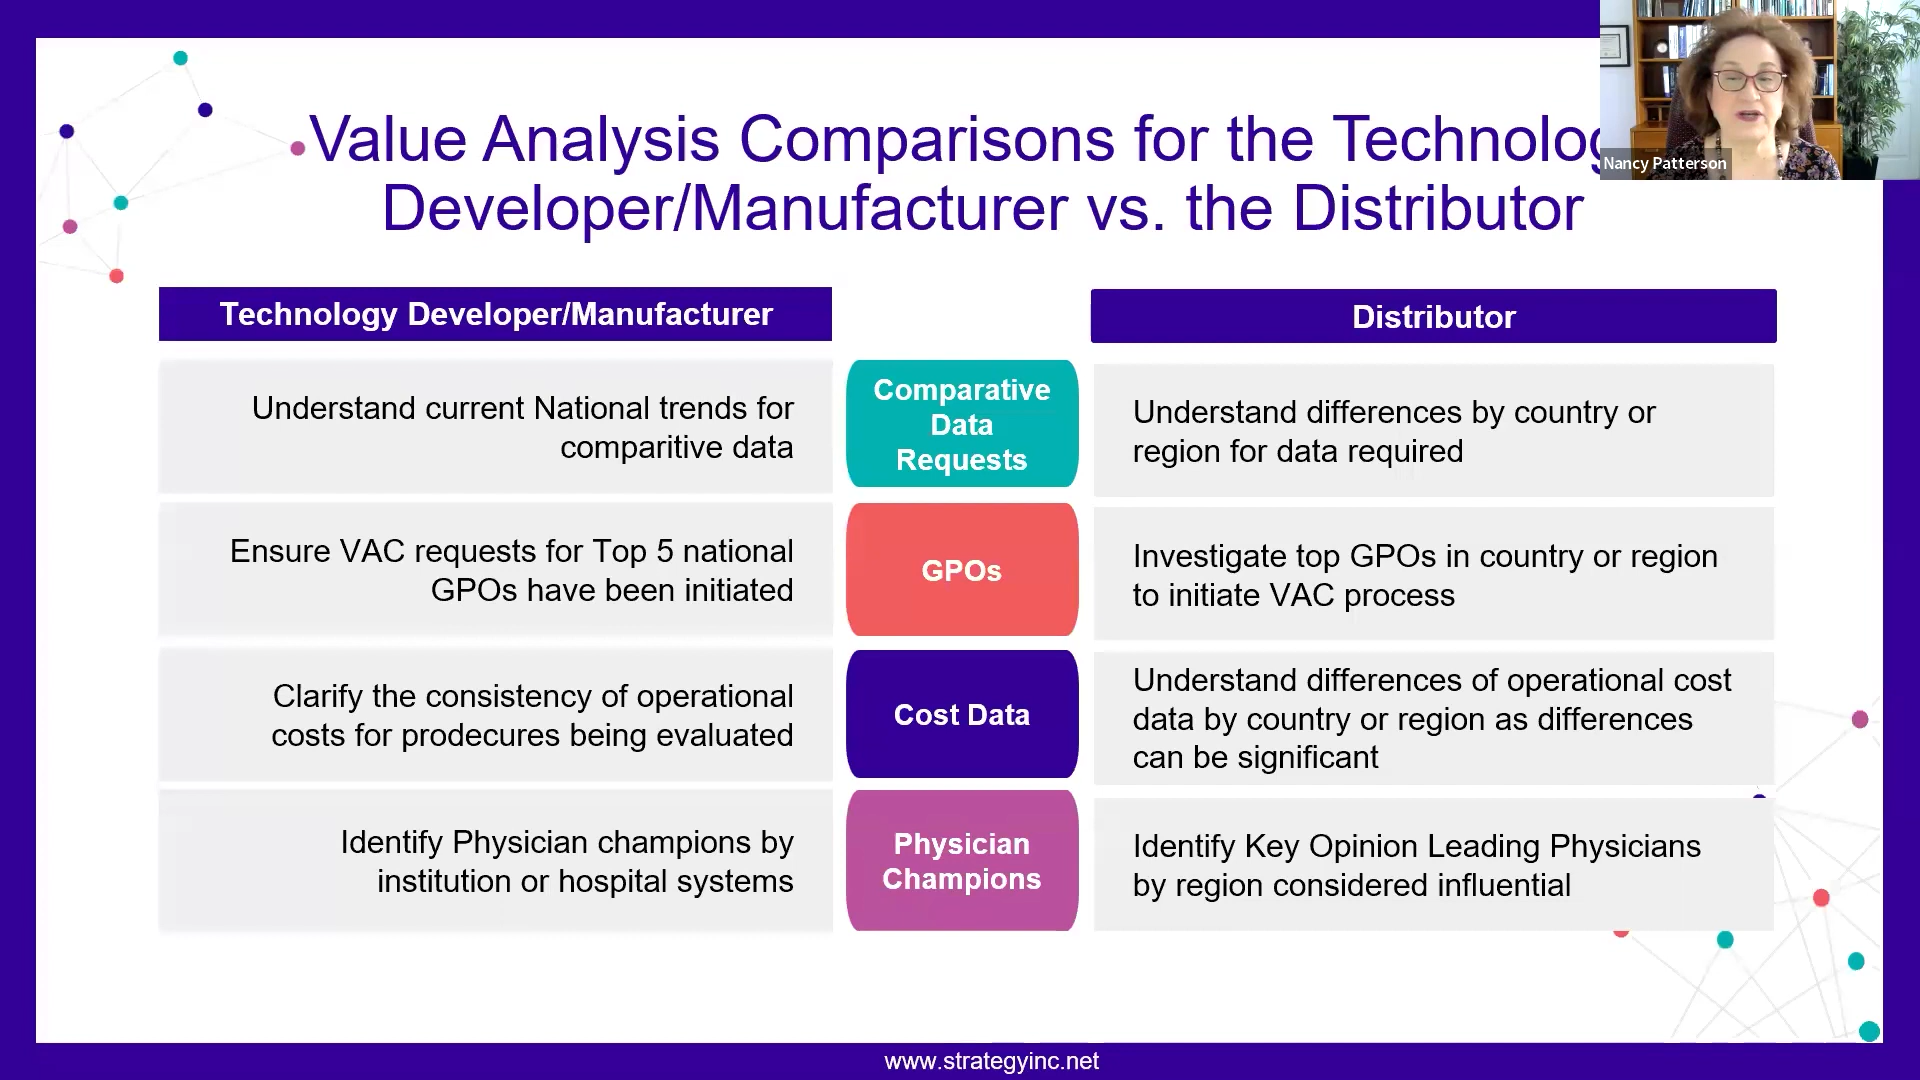 Value Analysis Comparisons for the Technolog
Developer/Manufacturer vs. the Distributor
Nancy Patterson
Technology Developer/Manufacturer
Distributor
Understand current National trends for
comparitive data
Comparative
Data
Requests
Understand differences by country or
region for data required
Ensure VAC requests for Top 5 national
GPOs have been initiated
GPOs
Investigate top GPOs in country or region
to initiate VAC process
Clarify the consistency of operational
costs for prodecures being evaluated
Cost Data
Understand differences of operational cost
data by country or region as differences
can be significant
Identify Physician champions by
institution or hospital systems
Physician
Champions
Identify Key Opinion Leading Physicians
by region considered influential
www.strategyinc.net